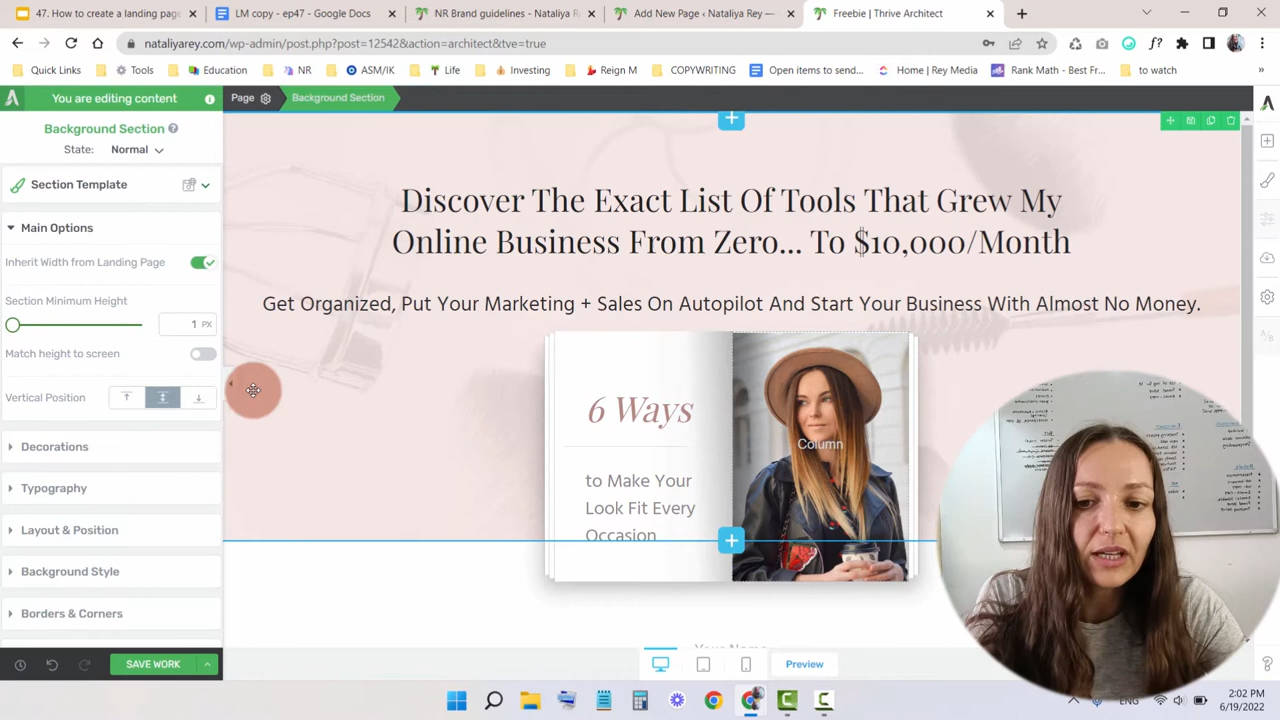 47. How to create a landing page
LM copy - ep47 - Google Docs
NR Brand guidelines - Nataliya R
Add New Page ‹ Nataliya Rey —
Freebie | Thrive Architect
nataliyarey.com/wp-admin/post.php?post=12542&action=architect&tve=true
Quick Links
Tools
Education
NR
ASM/IK
Life
Investing
Reign M
COPYWRITING
Open items to send...
Home | Rey Media
Rank Math - Best Fr...
to watch
You are editing content
Page
Background Section
Background Section
State: Normal
Section Template
Main Options
Inherit Width from Landing Page
Section Minimum Height
1 PX
Match height to screen
Vertical Position
Decorations
Typography
Layout & Position
Background Style
Borders & Corners
SAVE WORK
Discover The Exact List Of Tools That Grew My
Online Business From Zero... To $10,000/Month
Get Organized, Put Your Marketing + Sales On Autopilot And Start Your Business With Almost No Money.
6 Ways
to Make Your
Look Fit Every
Occasion
Column
Your Name
Preview
ENG
2:02 PM
6/19/2022